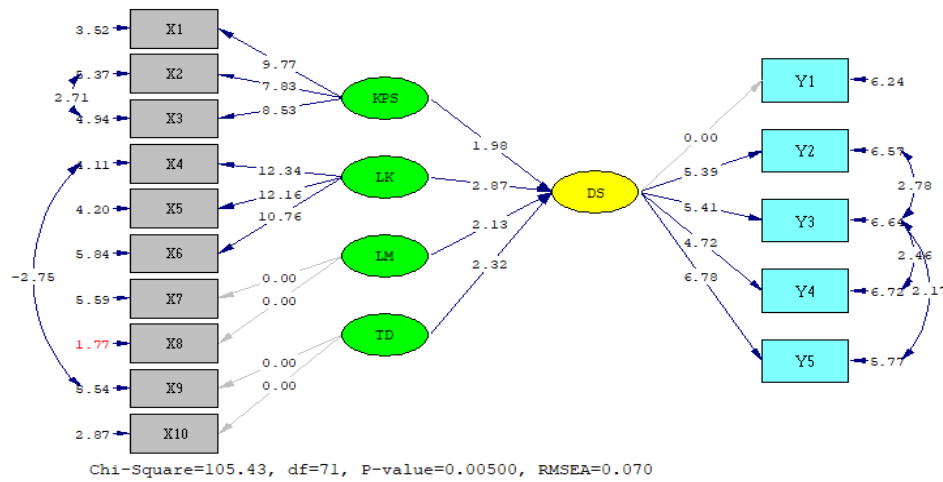 3.52 X1
9.77
5.37 X2
7.83
2.71
4.94 X3
8.53
KPS
1.98
4.11 X4
12.34
LK
2.87
4.20 X5
12.16
5.84 X6
10.76
-2.75
LM
2.13
5.59 X7
0.00
0.00
1.77 X8
TD
2.32
X9
0.00
0.00
2.87 X10
DS
Y1 6.24
0.00
Y2 6.57
5.39
2.78
Y3 6.64
5.41
2.46
Y4 6.72
4.72
2.17
Y5 5.77
6.78
Chi-Square=105.43, df=71, P-value=0.00500, RMSEA=0.070